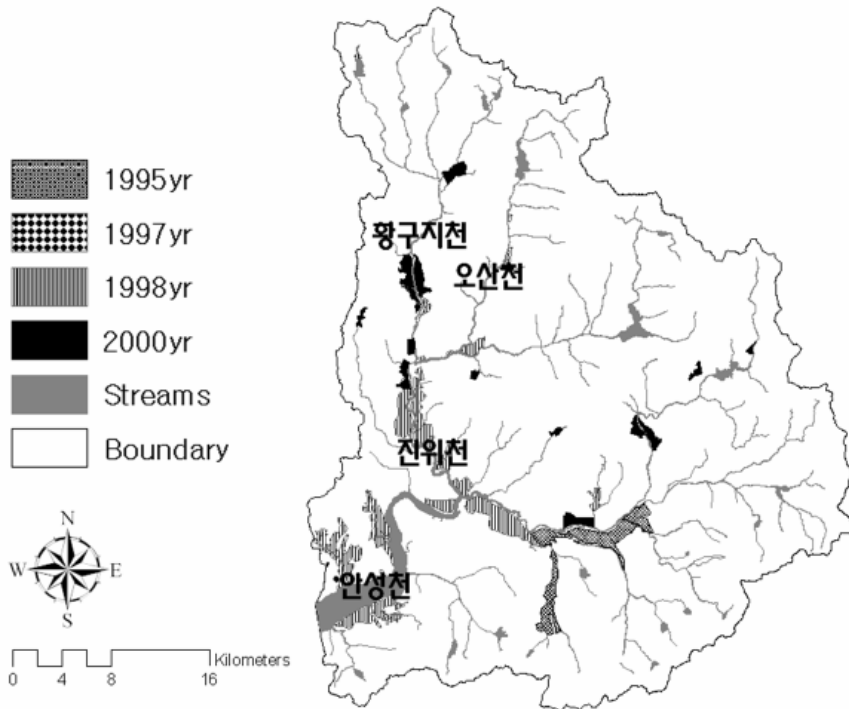 1995yr
1997yr
1998yr
2000yr
Streams
Boundary
황구지천
오산천
진위천
안성천
N
W E
S
Kilometers
0 4 8 16